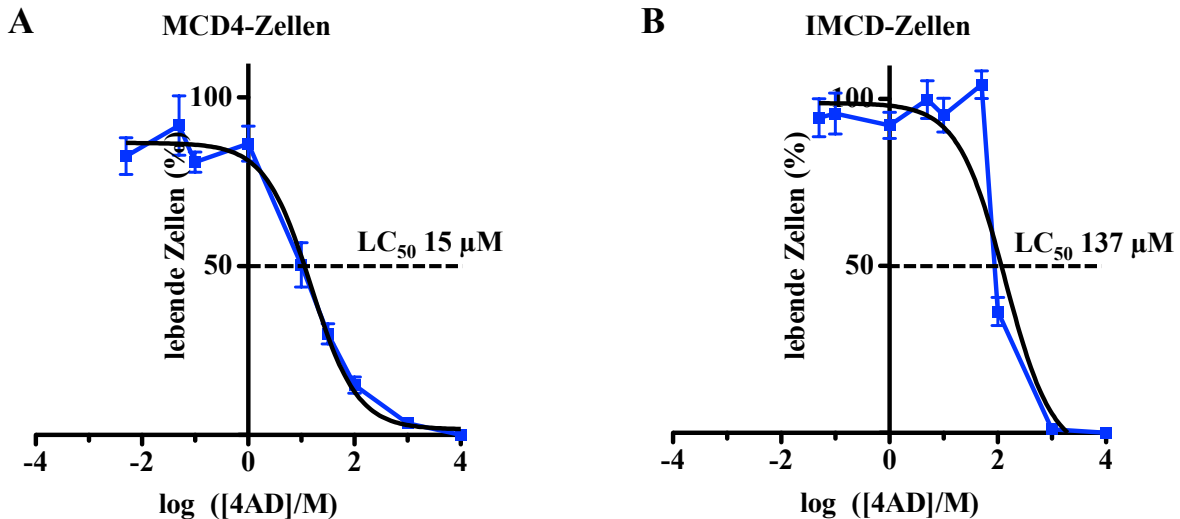 A
MCD4-Zellen
100
lebende Zellen (%)
LC50 15 µM
50
-4
-2
0
2
4
log ([4AD]/M)
B
IMCD-Zellen
100
lebende Zellen (%)
LC50 137 µM
50
-4
-2
0
2
4
log ([4AD]/M)